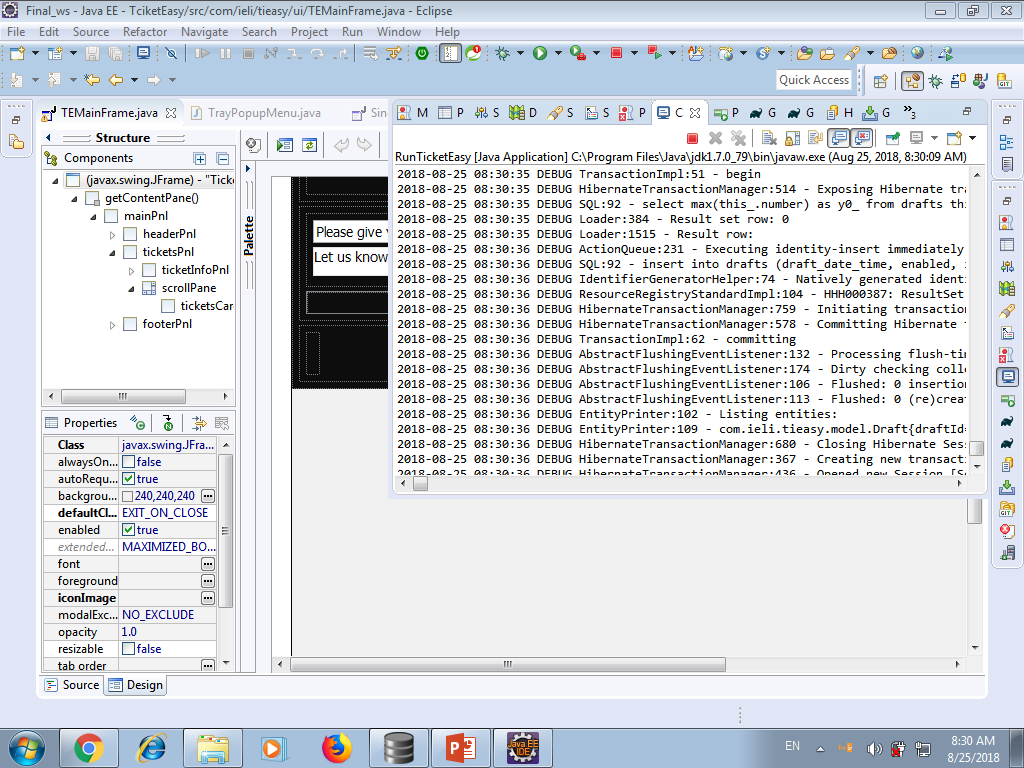 Final_ws - Java EE - TciketEasy/src/com/ieli/tieasy/ui/TEMainFrame.java - Eclipse
File Edit Source Refactor Navigate Search Project Run Window Help
Quick Access
TEMainFrame.java
TrayPopupMenu.java
Sin
M P S D S S P C P G G H G
Structure
Components
(javax.swing.JFrame) - "Ticke
getContentPane()
mainPnl
headerPnl
ticketsPnl
ticketInfoPnl
scrollPane
ticketsCar
footerPnl
Palette
Please give
Let us know
RunTicketEasy [Java Application] C:\Program Files\Java\jdk1.7.0_79\bin\javaw.exe (Aug 25, 2018, 8:30:09 AM)
2018-08-25 08:30:35 DEBUG TransactionImpl:51 - begin
2018-08-25 08:30:35 DEBUG HibernateTransactionManager:514 - Exposing Hibernate tra
2018-08-25 08:30:35 DEBUG SQL:92 - select max(this_.number) as y0_ from drafts thi
2018-08-25 08:30:35 DEBUG Loader:384 - Result set row: 0
2018-08-25 08:30:35 DEBUG Loader:1515 - Result row:
2018-08-25 08:30:36 DEBUG ActionQueue:231 - Executing identity-insert immediately
2018-08-25 08:30:36 DEBUG SQL:92 - insert into drafts (draft_date_time, enabled,
2018-08-25 08:30:36 DEBUG IdentifierGeneratorHelper:74 - Natively generated identi
2018-08-25 08:30:36 DEBUG ResourceRegistryStandardImpl:104 - HHH000387: ResultSet
2018-08-25 08:30:36 DEBUG HibernateTransactionManager:759 - Initiating transaction
2018-08-25 08:30:36 DEBUG HibernateTransactionManager:578 - Committing Hibernate
2018-08-25 08:30:36 DEBUG TransactionImpl:62 - committing
2018-08-25 08:30:36 DEBUG AbstractFlushingEventListener:132 - Processing flush-tim
2018-08-25 08:30:36 DEBUG AbstractFlushingEventListener:174 - Dirty checking colle
2018-08-25 08:30:36 DEBUG AbstractFlushingEventListener:106 - Flushed: 0 insertion
2018-08-25 08:30:36 DEBUG AbstractFlushingEventListener:113 - Flushed: 0 (re)creat
2018-08-25 08:30:36 DEBUG EntityPrinter:102 - Listing entities:
2018-08-25 08:30:36 DEBUG EntityPrinter:109 - com.ieli.tieasy.model.Draft{draftId=
2018-08-25 08:30:36 DEBUG HibernateTransactionManager:680 - Closing Hibernate Sess
2018-08-25 08:30:36 DEBUG HibernateTransactionManager:367 - Creating new transacti
2018-08-25 08:30:36 DEBUG HibernateTransactionManager:436 - Opened new Session [Se
Properties
Class javax.swing.JFra...
alwaysOn... false
autoRequ... true
backgrou... 240,240,240
defaultCl... EXIT_ON_CLOSE
enabled true
extended... MAXIMIZED_BO...
font
foreground
iconImage
modalExc... NO_EXCLUDE
opacity 1.0
resizable false
tab order
Source Design
EN
8:30 AM
8/25/2018